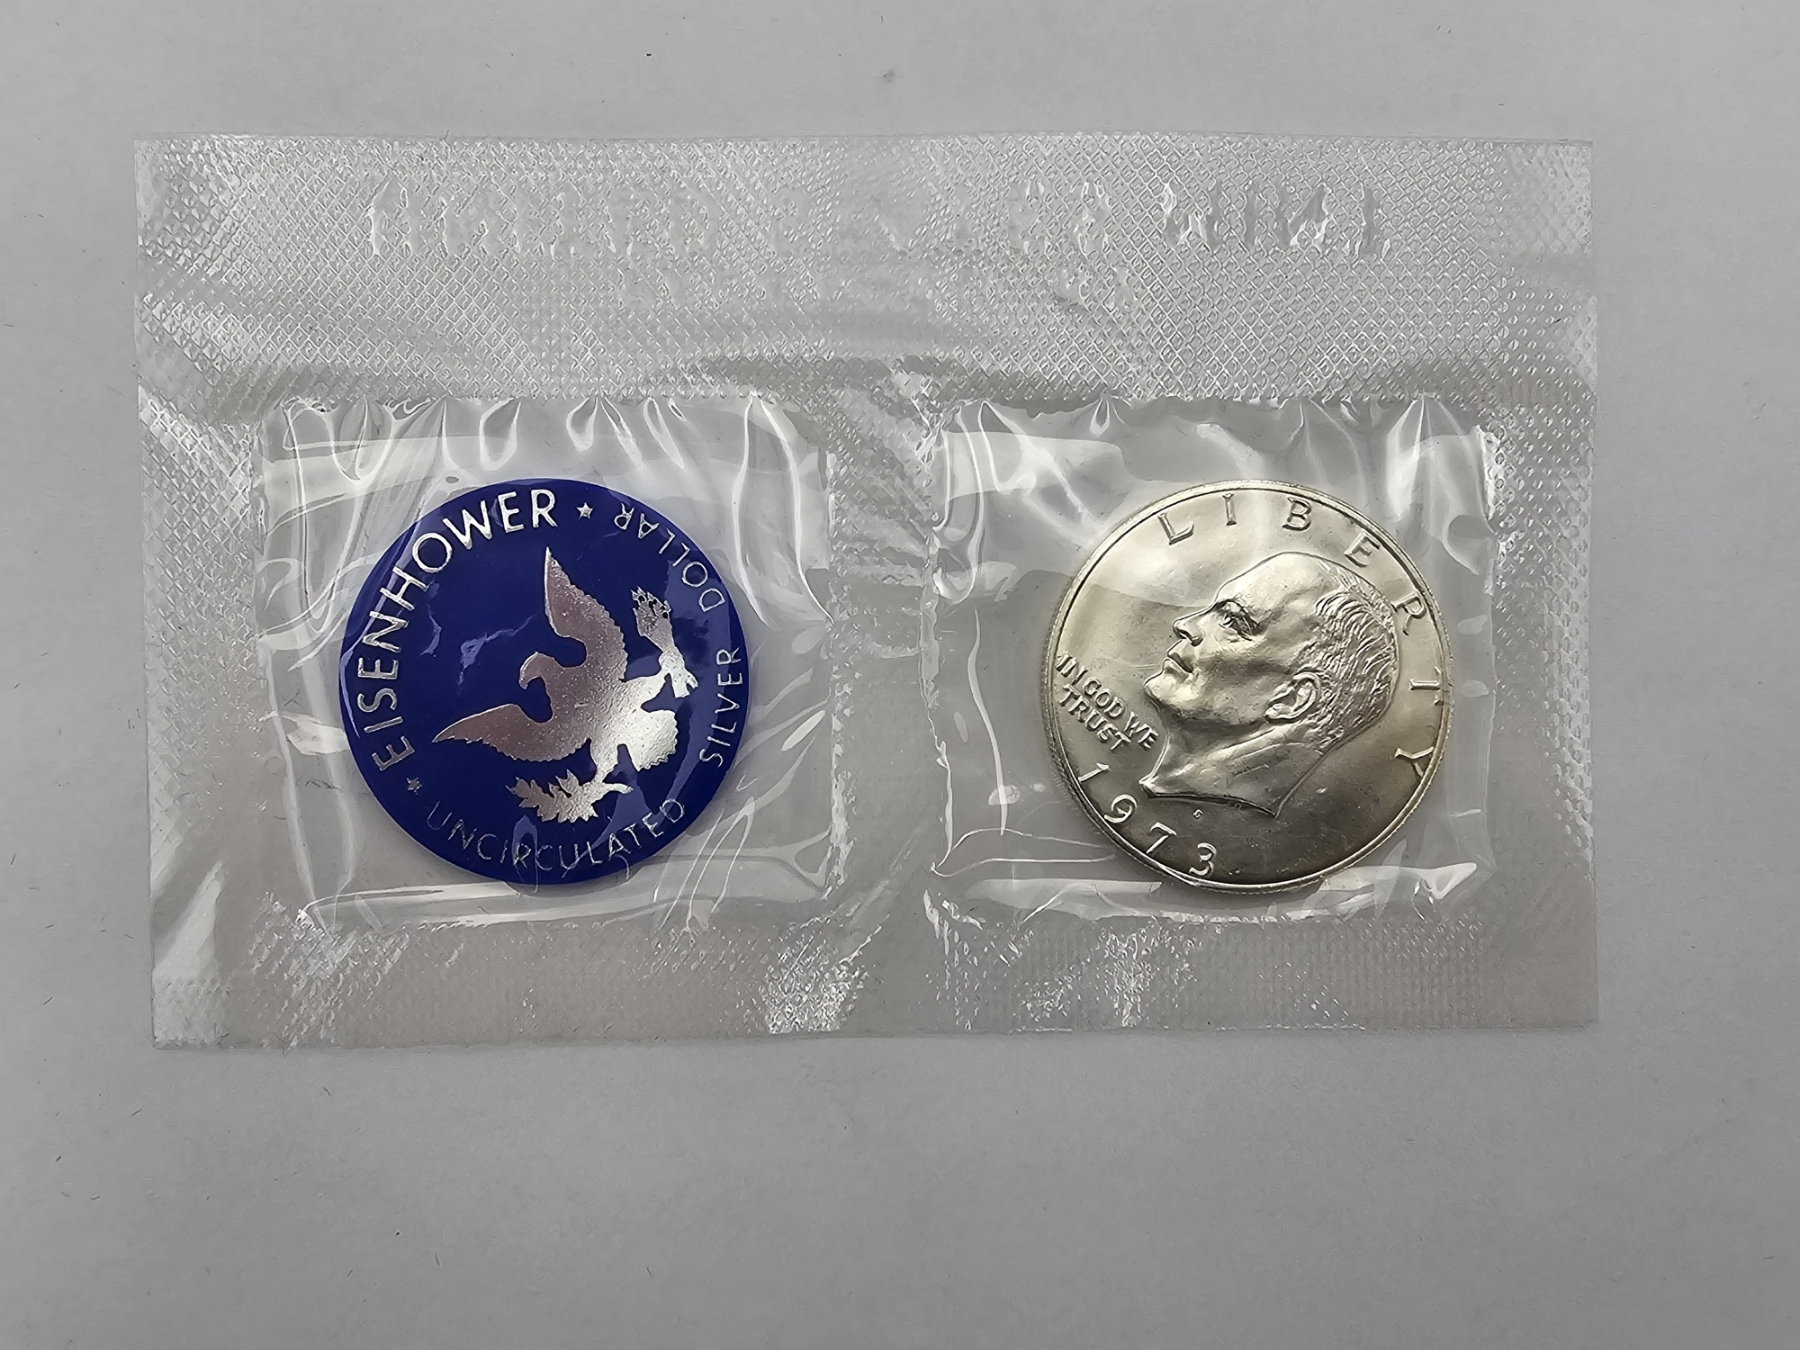 EISENHOWER
DOLLAR
SILVER
UNCIRCULATED
LIBERTY
IN GOD WE
TRUST
1973